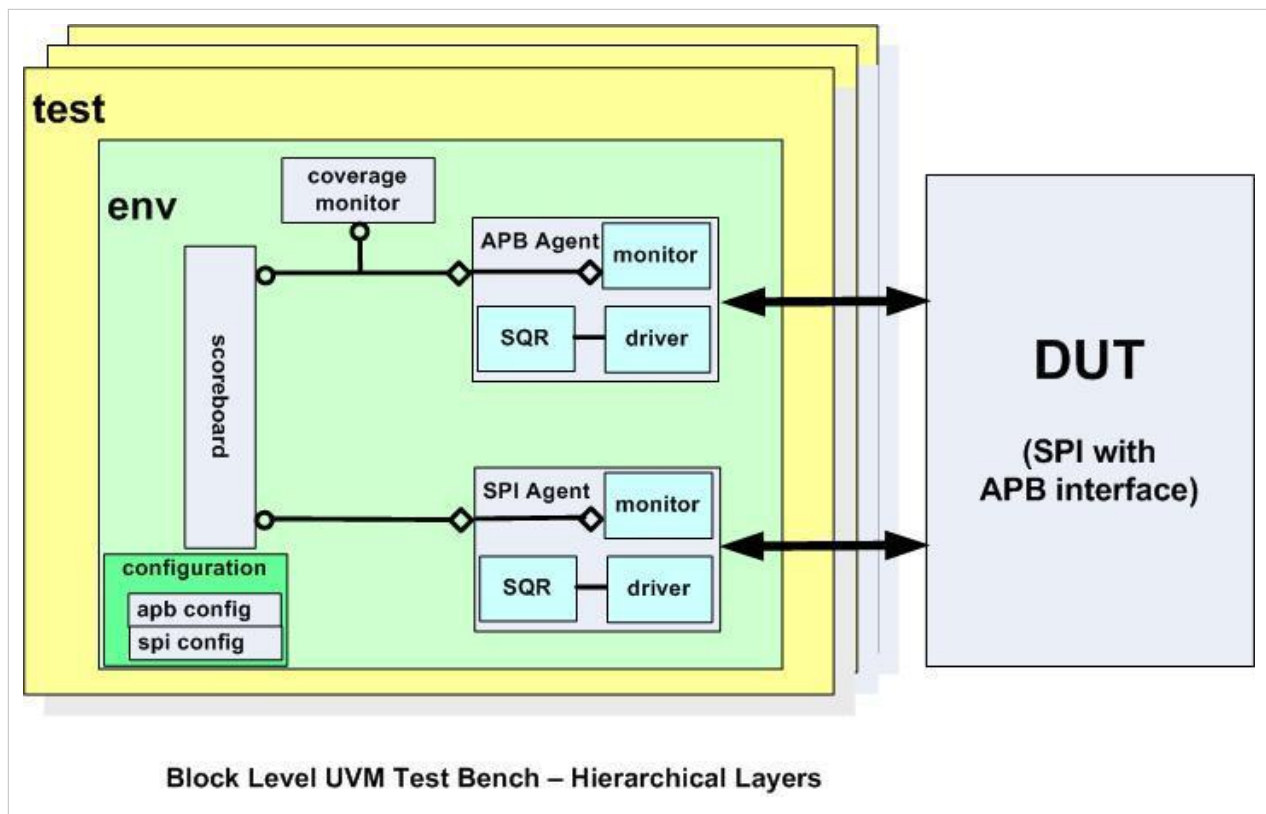 test
env
coverage
monitor
APB Agent
monitor
SQR
driver
scoreboard
SPI Agent
monitor
SQR
driver
configuration
apb config
spi config
DUT
(SPI with
APB interface)
Block Level UVM Test Bench – Hierarchical Layers